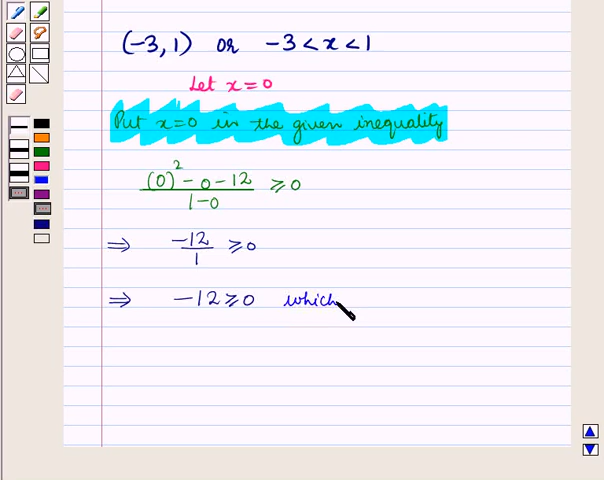 (-3, 1) or -3 < x < 1
Let x = 0
Put x=0 in the given inequality
(0)² - 0 - 12 / 1 - 0 ≥ 0
⇒ -12 / 1 ≥ 0
⇒ -12 ≥ 0 which